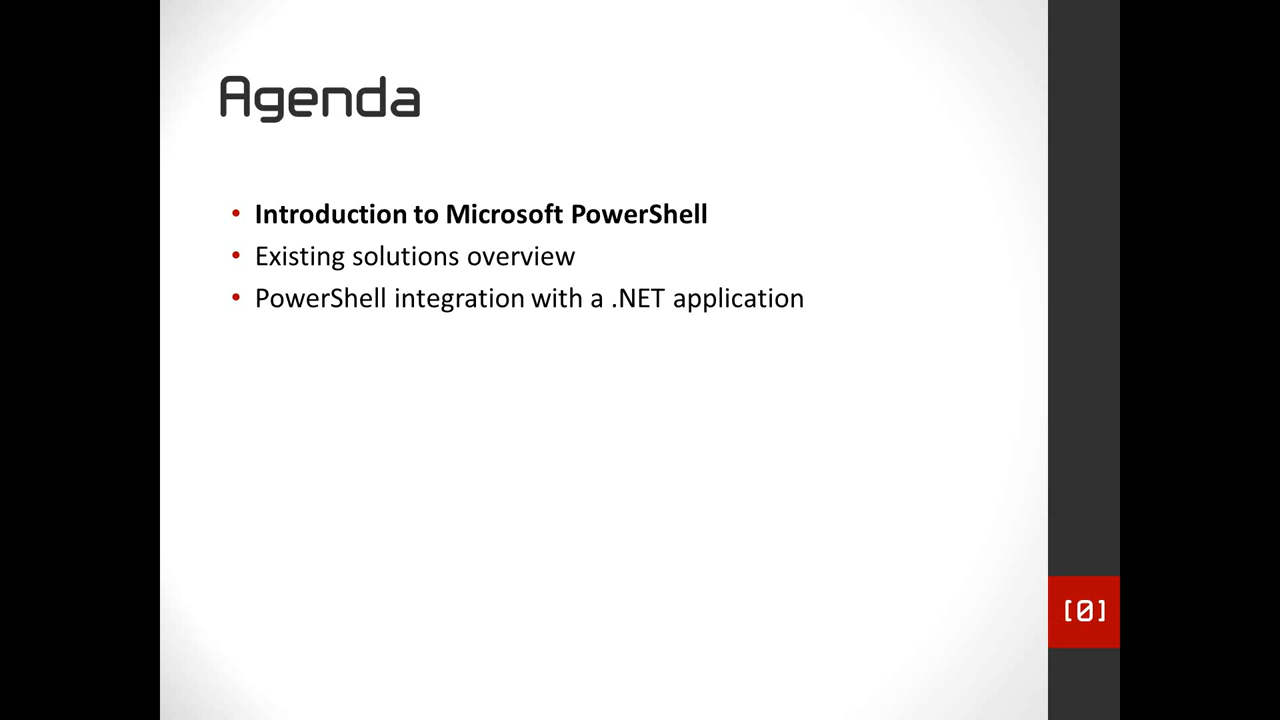 Agenda
• Introduction to Microsoft PowerShell
• Existing solutions overview
• PowerShell integration with a .NET application
[0]